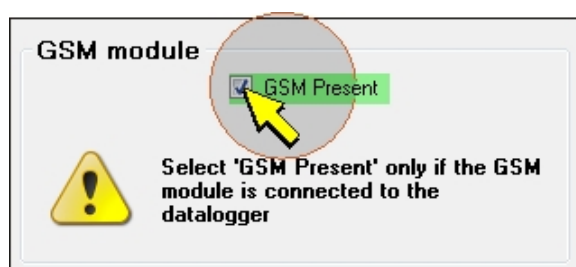 GSM module
GSM Present
Select 'GSM Present' only if the GSM
module is connected to the
datalogger